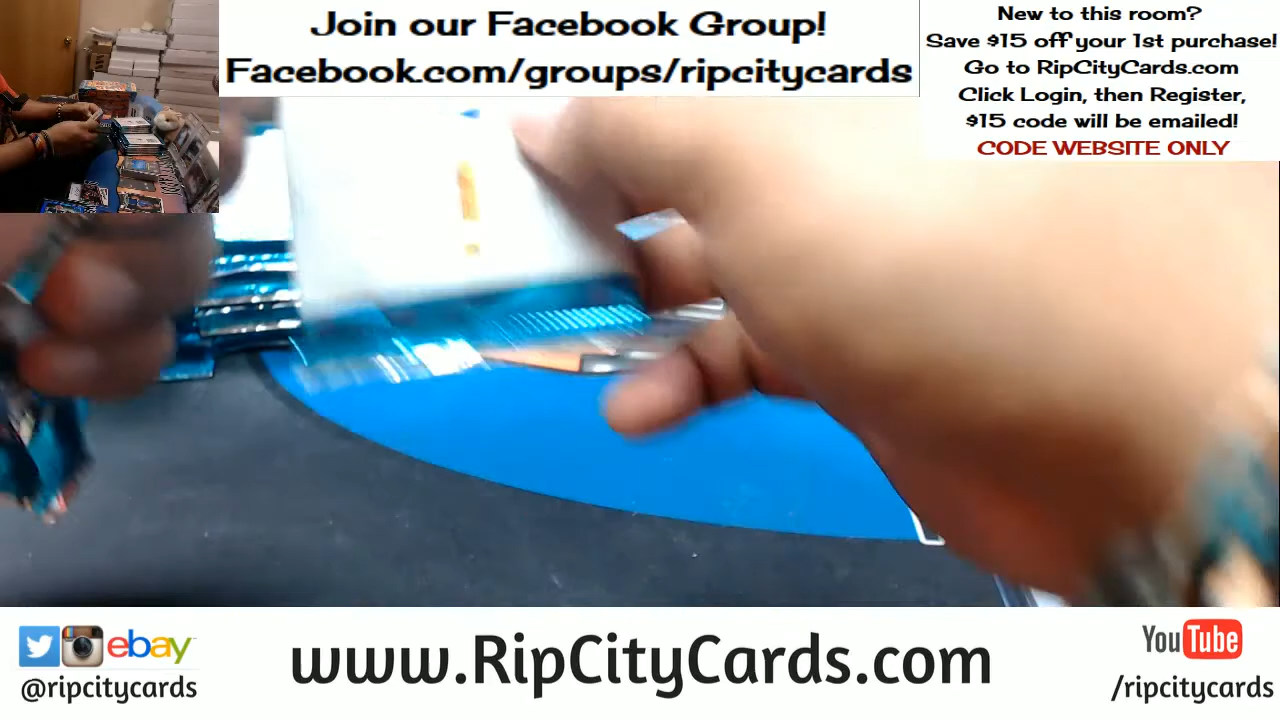 Join our Facebook Group!
Facebook.com/groups/ripcitycards
New to this room?
Save $15 off your 1st purchase!
Go to RipCityCards.com
Click Login, then Register,
$15 code will be emailed!
CODE WEBSITE ONLY
ebay
@ripcitycards
www.RipCityCards.com
YouTube
/ripcitycards